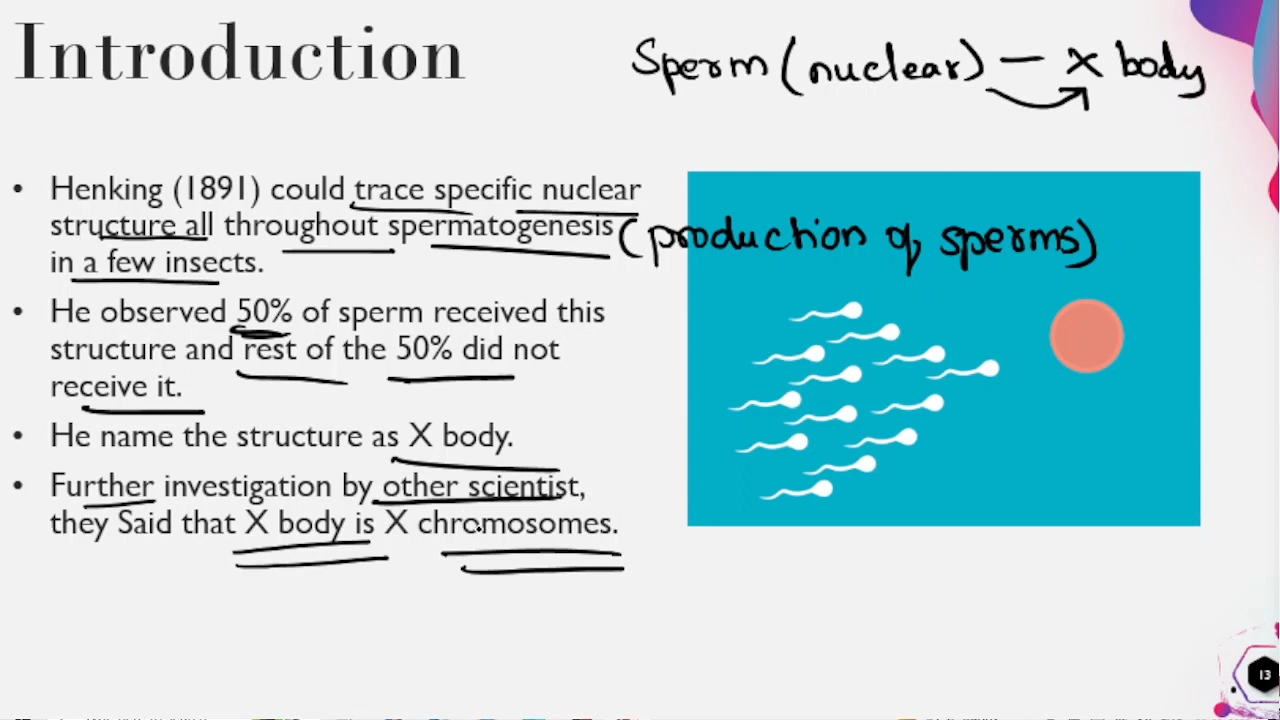 Introduction
Sperm (nuclear) – X body
• Henking (1891) could trace specific nuclear
structure all throughout spermatogenesis (production of sperms)
in a few insects.
• He observed 50% of sperm received this
structure and rest of the 50% did not
receive it.
• He name the structure as X body.
• Further investigation by other scientist,
they Said that X body is X chromosomes.
13